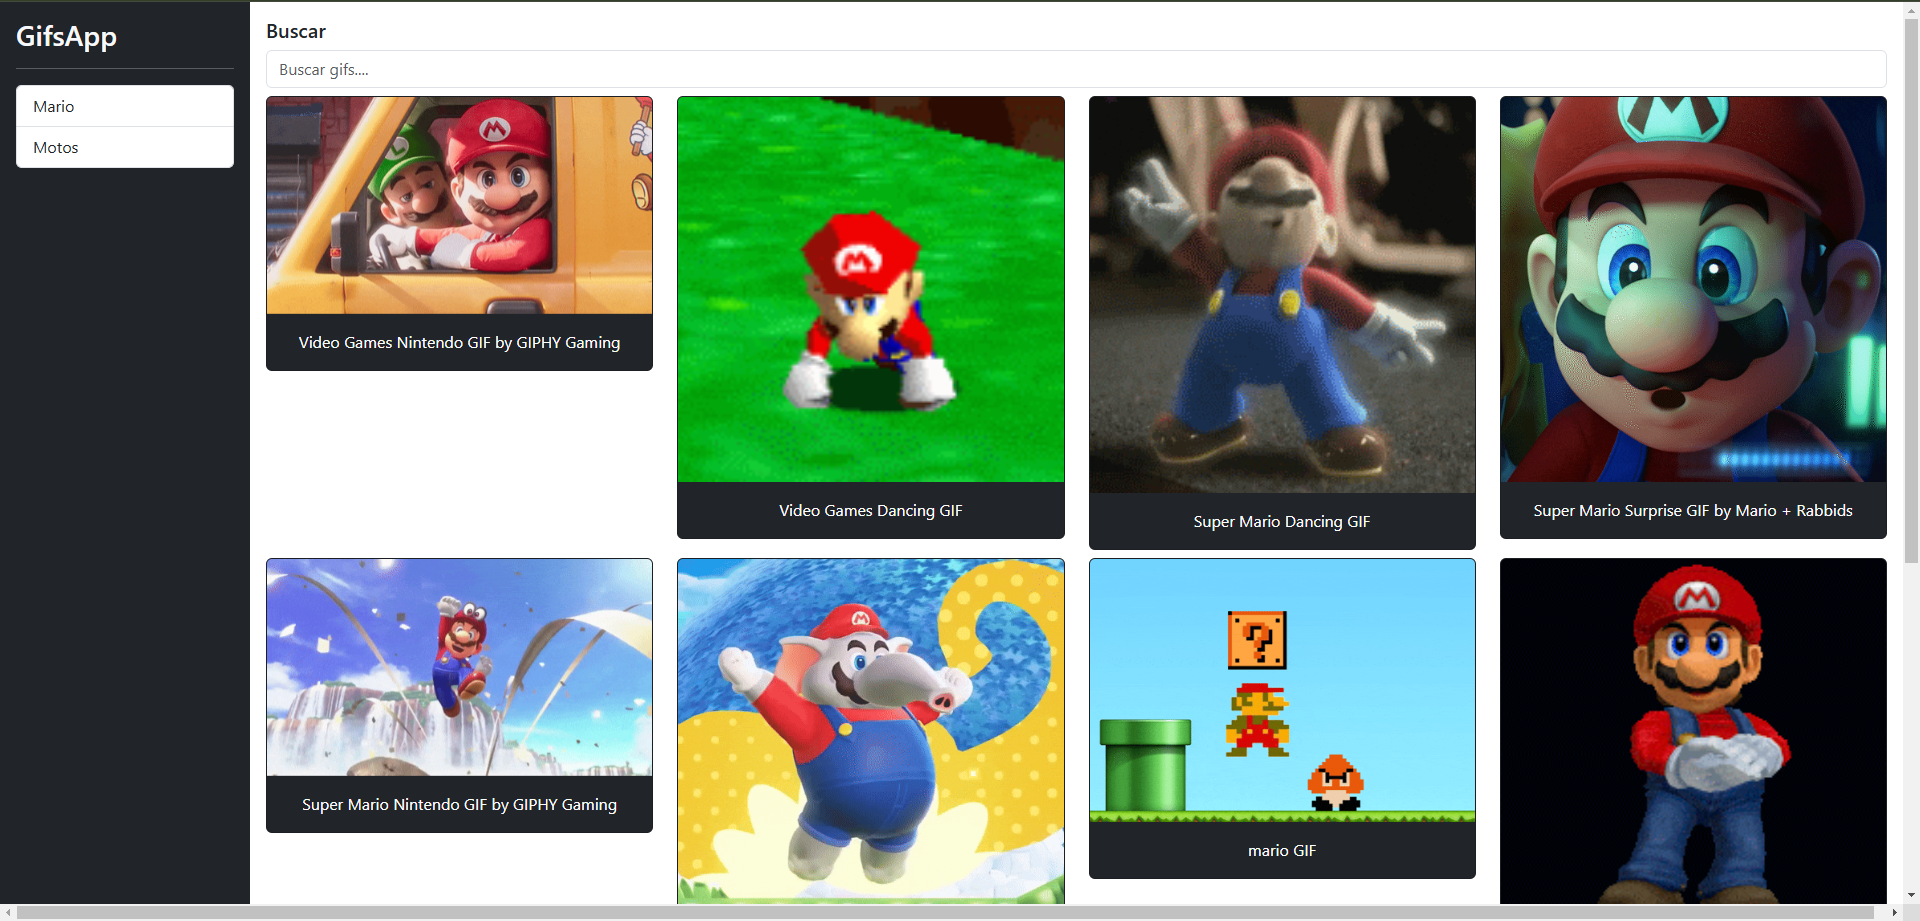 GifsApp
Mario
Motos
Buscar
Buscar gifs....
Video Games Nintendo GIF by GIPHY Gaming
Video Games Dancing GIF
Super Mario Dancing GIF
Super Mario Surprise GIF by Mario + Rabbids
Super Mario Nintendo GIF by GIPHY Gaming
mario GIF